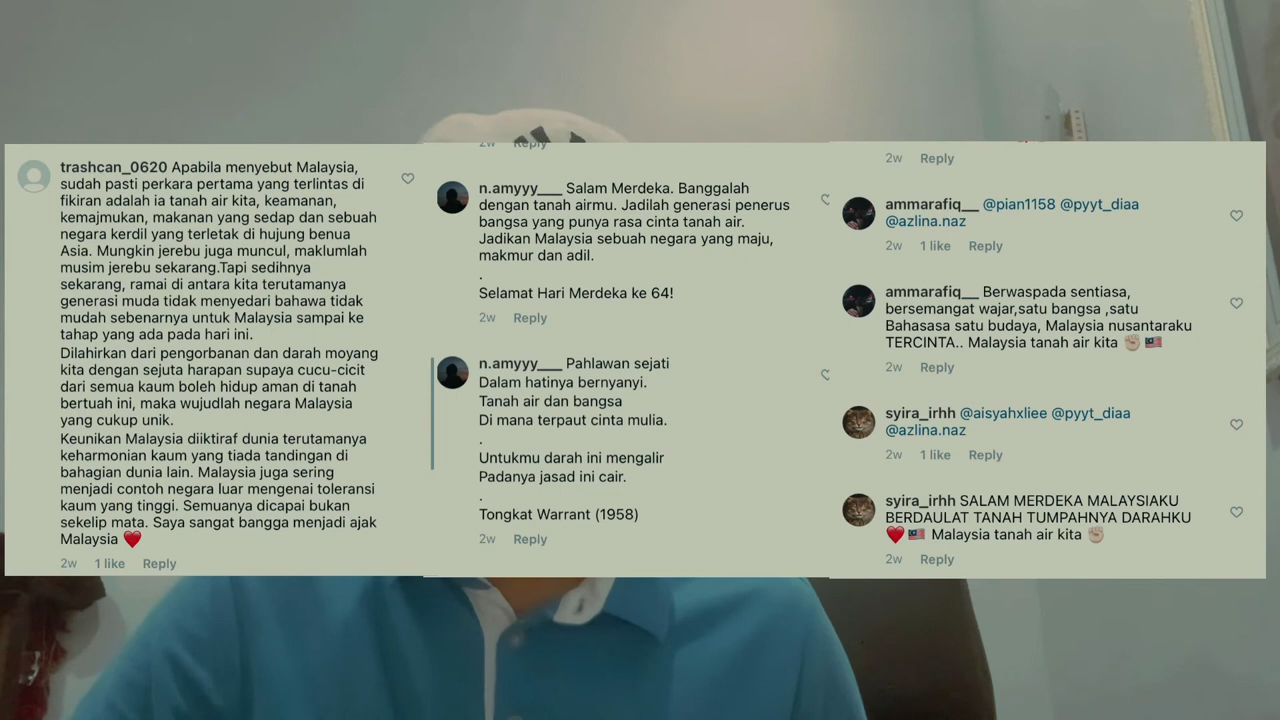 trashcan_0620 Apabila menyebut Malaysia,
sudah pasti perkara pertama yang terlintas di
fikiran adalah ia tanah air kita, keamanan,
kemajmukan, makanan yang sedap dan sebuah
negara kerdil yang terletak di hujung benua
Asia. Mungkin jerebu juga muncul, maklumlah
musim jerebu sekarang.Tapi sedihnya
sekarang, ramai di antara kita terutamanya
generasi muda tidak menyedari bahawa tidak
mudah sebenarnya untuk Malaysia sampai ke
tahap yang ada pada hari ini.
Dilahirkan dari pengorbanan dan darah moyang
kita dengan sejuta harapan supaya cucu-cicit
dari semua kaum boleh hidup aman di tanah
bertuah ini, maka wujudlah negara Malaysia
yang cukup unik.
Keunikan Malaysia diiktiraf dunia terutamanya
keharmonian kaum yang tiada tandingan di
bahagian dunia lain. Malaysia juga sering
menjadi contoh negara luar mengenai toleransi
kaum yang tinggi. Semuanya dicapai bukan
sekelip mata. Saya sangat bangga menjadi ajak
Malaysia ❤️
2w 1 like Reply
2w Reply
n.amyyy___ Salam Merdeka. Banggalah
dengan tanah airmu. Jadilah generasi penerus
bangsa yang punya rasa cinta tanah air.
Jadikan Malaysia sebuah negara yang maju,
makmur dan adil.
.
Selamat Hari Merdeka ke 64!
2w Reply
n.amyyy___ Pahlawan sejati
Dalam hatinya bernyanyi.
Tanah air dan bangsa
Di mana terpaut cinta mulia.
.
Untukmu darah ini mengalir
Padanya jasad ini cair.
.
Tongkat Warrant (1958)
2w Reply
2w Reply
ammarafiq__ @pian1158 @pyyt_diaa
@azlina.naz
2w 1 like Reply
ammarafiq__ Berwaspada sentiasa,
bersemangat wajar,satu bangsa ,satu
Bahasasa satu budaya, Malaysia nusantaraku
TERCINTA.. Malaysia tanah air kita ✊🏼🇲🇾
2w Reply
syira_irhh @aisyahxliee @pyyt_diaa
@azlina.naz
2w 1 like Reply
syira_irhh SALAM MERDEKA MALAYSIAKU
BERDAULAT TANAH TUMPAHNYA DARAHKU
❤️🇲🇾 Malaysia tanah air kita ✊🏼
2w Reply